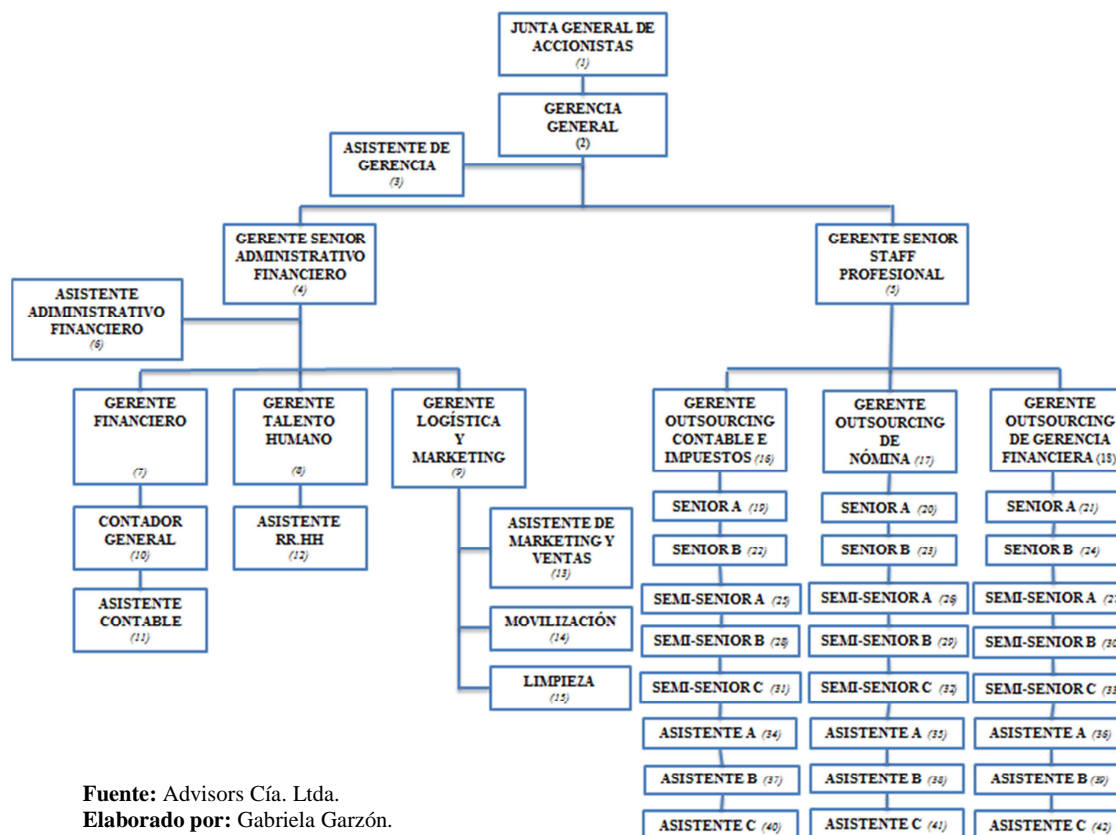 JUNTA GENERAL DE
ACCIONISTAS
(1)
GERENCIA
GENERAL
(2)
ASISTENTE DE
GERENCIA
(3)
GERENTE SENIOR
ADMINISTRATIVO
FINANCIERO
(4)
GERENTE SENIOR
STAFF
PROFESIONAL
(5)
ASISTENTE
ADIMINISTRATIVO
FINANCIERO
(6)
GERENTE
FINANCIERO
(7)
GERENTE
TALENTO
HUMANO
(8)
GERENTE
LOGÍSTICA
Y
MARKETING
(9)
CONTADOR
GENERAL
(10)
ASISTENTE
CONTABLE
(11)
ASISTENTE
RR.HH
(12)
ASISTENTE DE
MARKETING Y
VENTAS
(13)
MOVILIZACIÓN
(14)
LIMPIEZA
(15)
GERENTE
OUTSOURCING
CONTABLE E
IMPUESTOS (16)
GERENTE
OUTSOURCING
DE
NÓMINA (17)
GERENTE
OUTSOURCING
DE GERENCIA
FINANCIERA (18)
SENIOR A (19)
SENIOR A (20)
SENIOR A (21)
SENIOR B (22)
SENIOR B (23)
SENIOR B (24)
SEMI-SENIOR A (25)
SEMI-SENIOR A (26)
SEMI-SENIOR A (27
SEMI-SENIOR B (28)
SEMI-SENIOR B (29)
SEMI-SENIOR B (30
SEMI-SENIOR C (31)
SEMI-SENIOR C (32)
SEMI-SENIOR C (33
ASISTENTE A (34)
ASISTENTE A (35)
ASISTENTE A (36)
ASISTENTE B (37)
ASISTENTE B (38)
ASISTENTE B (39)
ASISTENTE C (40)
ASISTENTE C (41)
ASISTENTE C (42)
Fuente: Advisors Cía. Ltda.
Elaborado por: Gabriela Garzón.